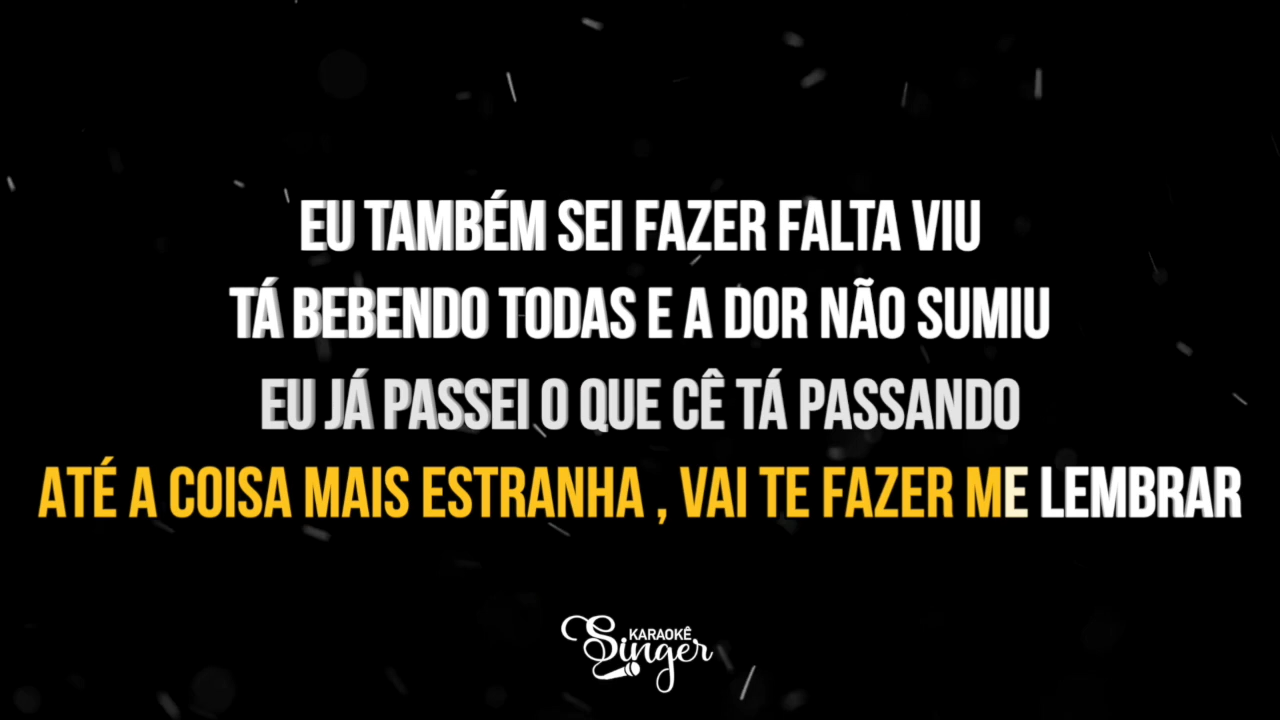 EU TAMBÉM SEI FAZER FALTA VIU
TÁ BEBENDO TODAS E A DOR NÃO SUMIU
EU JÁ PASSEI O QUE CÊ TÁ PASSANDO
ATÉ A COISA MAIS ESTRANHA , VAI TE FAZER ME LEMBRAR
KARAOKÊ
Singer